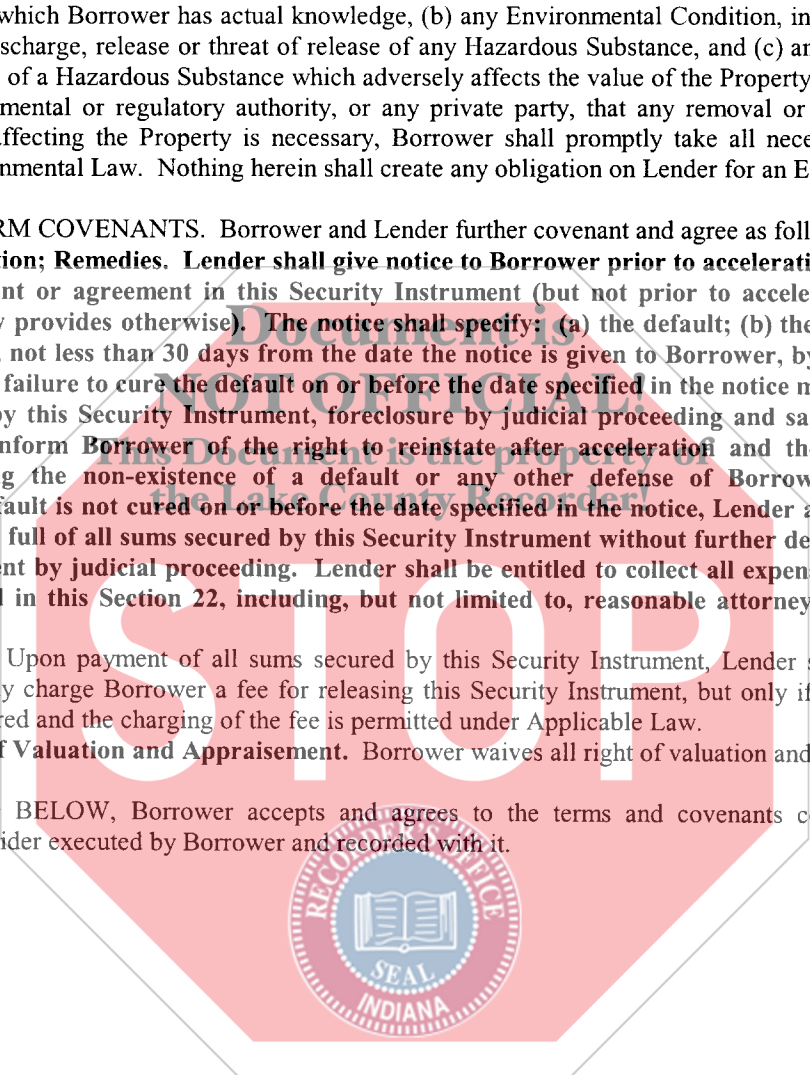 which Borrower has actual knowledge, (b) any Environmental Condition, in
scharge, release or threat of release of any Hazardous Substance, and (c) an
of a Hazardous Substance which adversely affects the value of the Property
mental or regulatory authority, or any private party, that any removal or
ffecting the Property is necessary, Borrower shall promptly take all nece
nmental Law. Nothing herein shall create any obligation on Lender for an E
RM COVENANTS. Borrower and Lender further covenant and agree as foll
tion; Remedies. Lender shall give notice to Borrower prior to accelerati
nt or agreement in this Security Instrument (but not prior to accele
y provides otherwise). The notice shall specify: (a) the default; (b) the
, not less than 30 days from the date the notice is given to Borrower, by
failure to cure the default on or before the date specified in the notice m
by this Security Instrument, foreclosure by judicial proceeding and sa
nform Borrower of the right to reinstate after acceleration and th
g the non-existence of a default or any other defense of Borrow
fault is not cured on or before the date specified in the notice, Lender a
full of all sums secured by this Security Instrument without further de
ent by judicial proceeding. Lender shall be entitled to collect all expen
d in this Section 22, including, but not limited to, reasonable attorney
Upon payment of all sums secured by this Security Instrument, Lender s
y charge Borrower a fee for releasing this Security Instrument, but only if
red and the charging of the fee is permitted under Applicable Law.
f Valuation and Appraisement. Borrower waives all right of valuation and
BELOW, Borrower accepts and agrees to the terms and covenants c
ider executed by Borrower and recorded with it.
Document is
NOT OFFICIAL!
This Document is the property of
the Lake County Recorder!
STOP
RECORDER'S OFFICE
SEAL
INDIANA